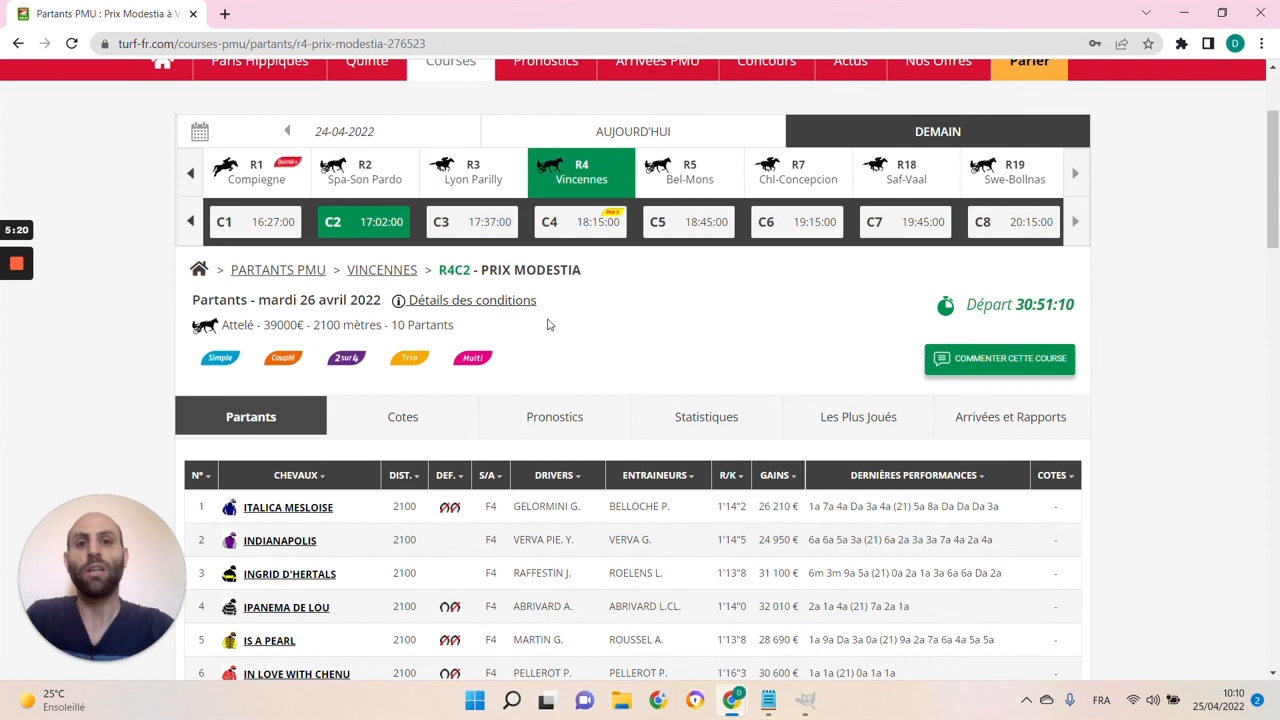 Partants PMU : Prix Modestia à V
turf-fr.com/courses-pmu/partants/r4-prix-modestia-276523
D
Paris Hippiques Quinté Courses Pronostics Arrivées PMU Concours Actus Nos Offres Parier
24-04-2022 AUJOURD'HUI DEMAIN
R1 R2 R3 R4 R5 R7 R18 R19
Compiegne Spa-Son Pardo Lyon Parilly Vincennes Bel-Mons Chl-Concepcion Saf-Vaal Swe-Bollnas
C1 16:27:00 C2 17:02:00 C3 17:37:00 C4 18:15:00 C5 18:45:00 C6 19:15:00 C7 19:45:00 C8 20:15:00
5:20
> PARTANTS PMU > VINCENNES > R4C2 - PRIX MODESTIA
Partants - mardi 26 avril 2022 Détails des conditions
Départ 30:51:10
Attelé - 39000€ - 2100 mètres - 10 Partants
Simple Couplé 2sur4 Trio Multi
COMMENTER CETTE COURSE
Partants Cotes Pronostics Statistiques Les Plus Joués Arrivées et Rapports
N° CHEVAUX DIST. DEF. S/A DRIVERS ENTRAINEURS R/K GAINS DERNIÈRES PERFORMANCES COTES
1 ITALICA MESLOISE 2100 F4 GELORMINI G. BELLOCHE P. 1'14"2 26 210 € 1a 7a 4a Da 3a 4a (21) 5a 8a Da Da Da 3a -
2 INDIANAPOLIS 2100 F4 VERVA PIE. Y. VERVA G. 1'14"5 24 950 € 6a 6a 5a 3a (21) 6a 2a 3a 3a 7a 4a 2a 4a -
3 INGRID D'HERTALS 2100 F4 RAFFESTIN J. ROELENS L. 1'13"8 31 100 € 6m 3m 9a 5a (21) 0a 2a 1a 3a 6a 6a Da 2a -
4 IPANEMA DE LOU 2100 F4 ABRIVARD A. ABRIVARD L.CL. 1'14"0 32 010 € 2a 1a 4a (21) 7a 2a 1a -
5 IS A PEARL 2100 F4 MARTIN G. ROUSSEL A. 1'13"8 28 690 € 1a 9a Da 3a 0a (21) 9a 2a 7a 6a 4a 5a 5a -
6 IN LOVE WITH CHENU 2100 F4 PELLEROT P. PELLEROT P. 1'16"3 30 600 € 1a 1a (21) 0a 1a 1a -
25°C
Ensoleillé
FRA
10:10
25/04/2022
2